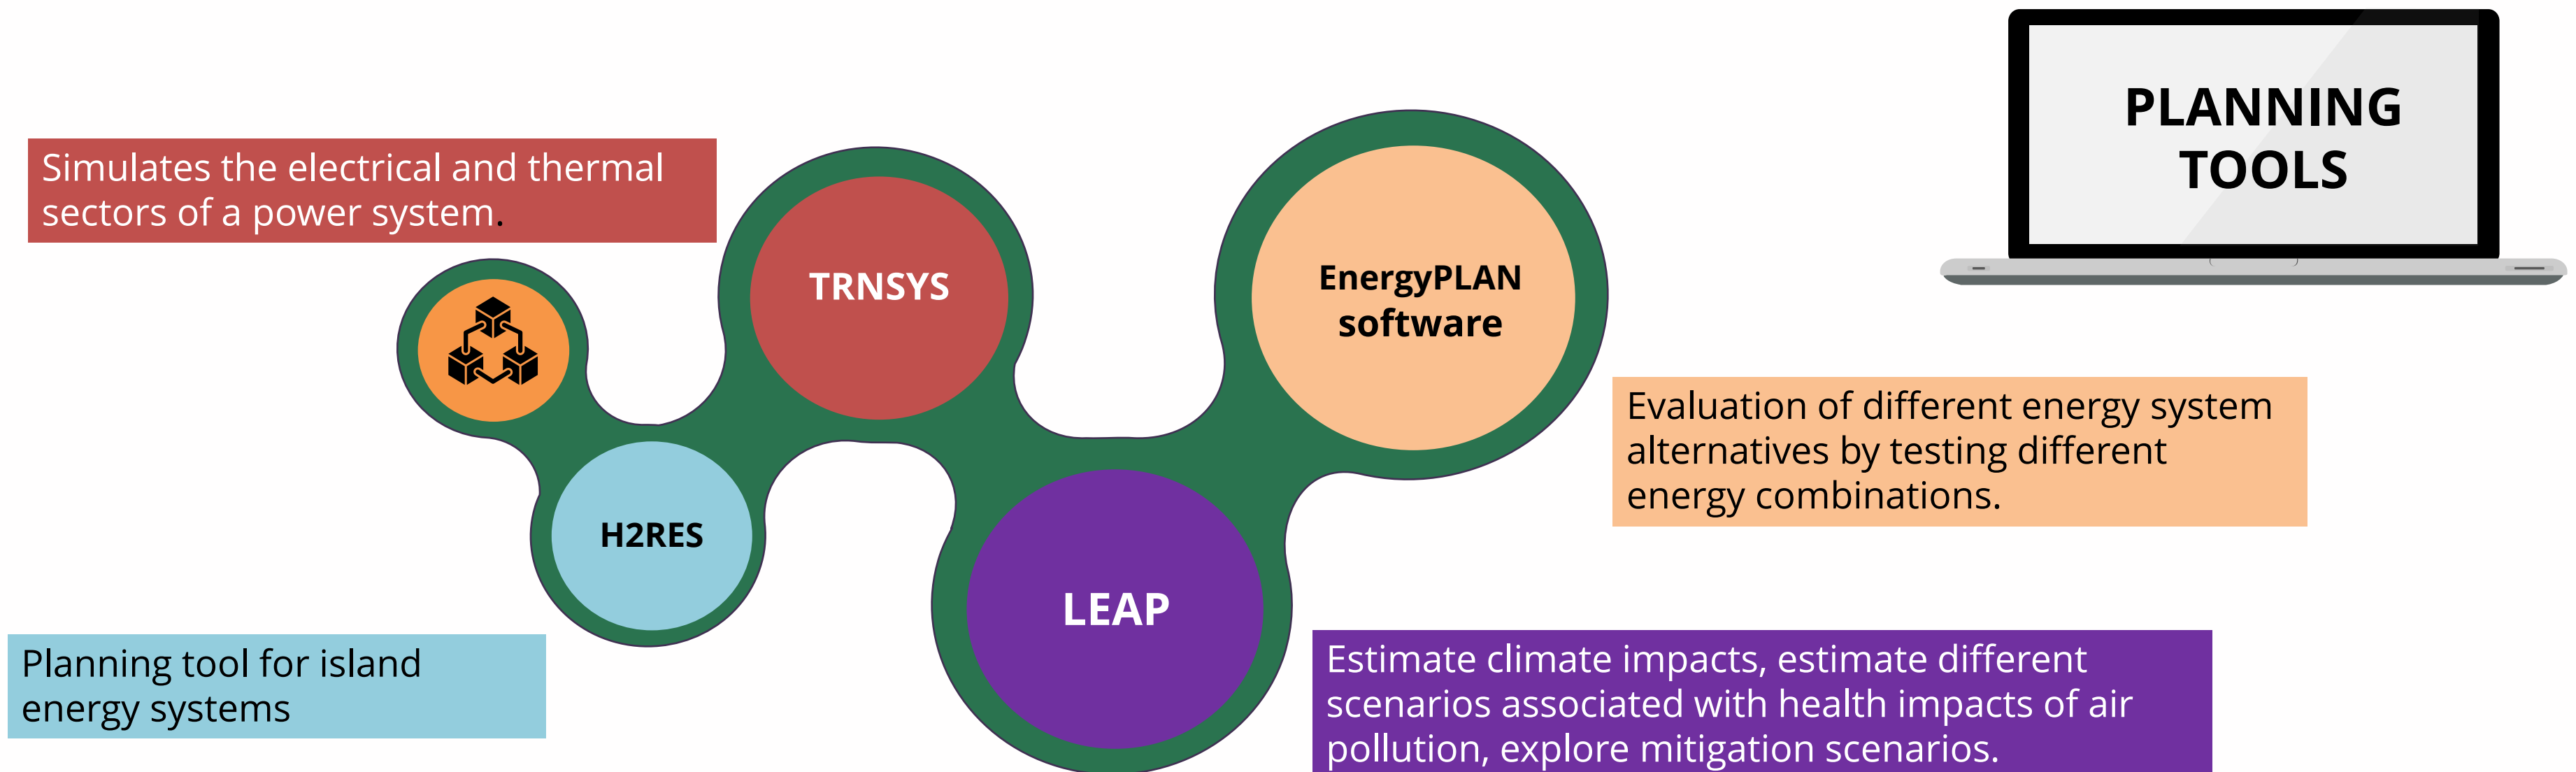 PLANNING
TOOLS
Simulates the electrical and thermal
sectors of a power system.
TRNSYS
EnergyPLAN
software
Evaluation of different energy system
alternatives by testing different
energy combinations.
H2RES
LEAP
Planning tool for island
energy systems
Estimate climate impacts, estimate different
scenarios associated with health impacts of air
pollution, explore mitigation scenarios.